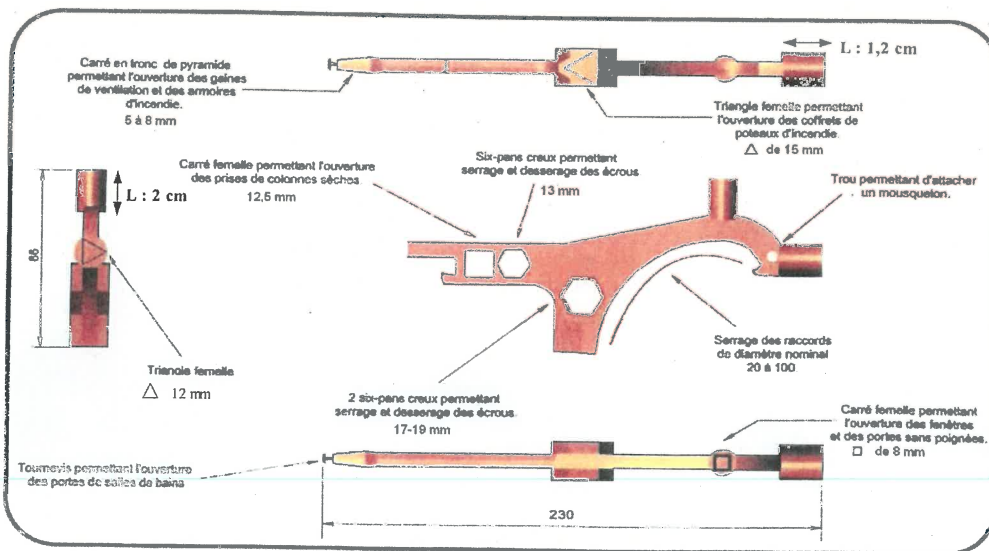 Carré en tronc de pyramide
permettant l'ouverture des gaines
de ventilation et des armoires
d'incendie.
5 à 8 mm
L : 1,2 cm
Triangle femelle permettant
l'ouverture des coffrets de
poteaux d'incendie.
△ de 15 mm
Carré femelle permettant l'ouverture
des prises de colonnes sèches.
12,5 mm
Six-pans creux permettant
serrage et desserage des écrous
13 mm
Trou permettant d'attacher
un mousqueton.
L : 2 cm
Triangle femelle
△ 12 mm
Serrage des raccords
de diamètre nominal
20 à 100
2 six-pans creux permettant
serrage et desserage des écrous.
17-19 mm
Carré femelle permettant
l'ouverture des fenêtres
et des portes sans poignées.
□ de 8 mm
Tournevis permettant l'ouverture
des portes de salles de bains
230